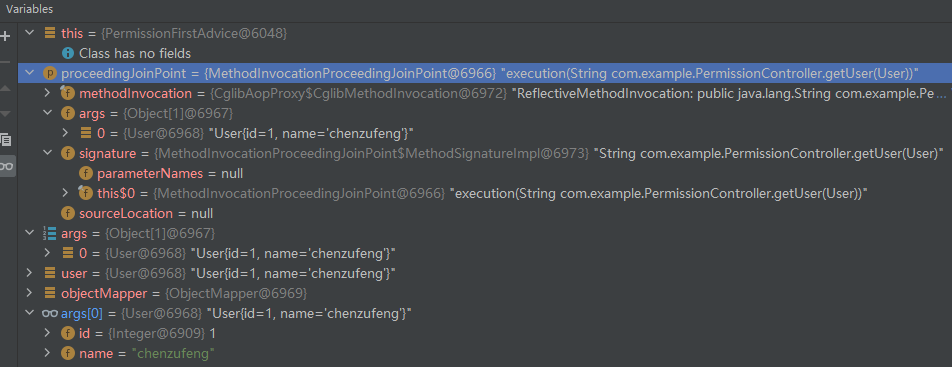 Variables
this = {PermissionFirstAdvice@6048}
Class has no fields
proceedingJoinPoint = {MethodInvocationProceedingJoinPoint@6966} "execution(String com.example.PermissionController.getUser(User))"
methodInvocation = {CglibAopProxy$CglibMethodInvocation@6972} "ReflectiveMethodInvocation: public java.lang.String com.example.Pe...
args = {Object[1]@6967}
0 = {User@6968} "User{id=1, name='chenzufeng'}"
signature = {MethodInvocationProceedingJoinPoint$MethodSignatureImpl@6973} "String com.example.PermissionController.getUser(User)"
parameterNames = null
this$0 = {MethodInvocationProceedingJoinPoint@6966} "execution(String com.example.PermissionController.getUser(User))"
sourceLocation = null
args = {Object[1]@6967}
0 = {User@6968} "User{id=1, name='chenzufeng'}"
user = {User@6968} "User{id=1, name='chenzufeng'}"
objectMapper = {ObjectMapper@6969}
args[0] = {User@6968} "User{id=1, name='chenzufeng'}"
id = {Integer@6909} 1
name = "chenzufeng"